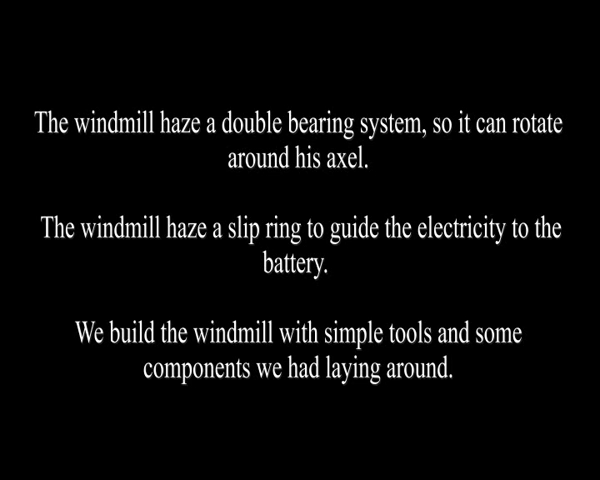 The windmill haze a double bearing system, so it can rotate
around his axel.
The windmill haze a slip ring to guide the electricity to the
battery.
We build the windmill with simple tools and some
components we had laying around.